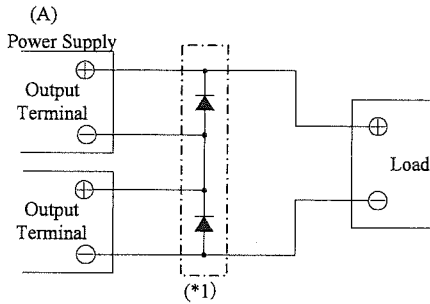 (A)
Power Supply
⊕
Output
Terminal
⊖
⊕
Load
⊕
Output
⊖
Terminal
⊖
(*1)